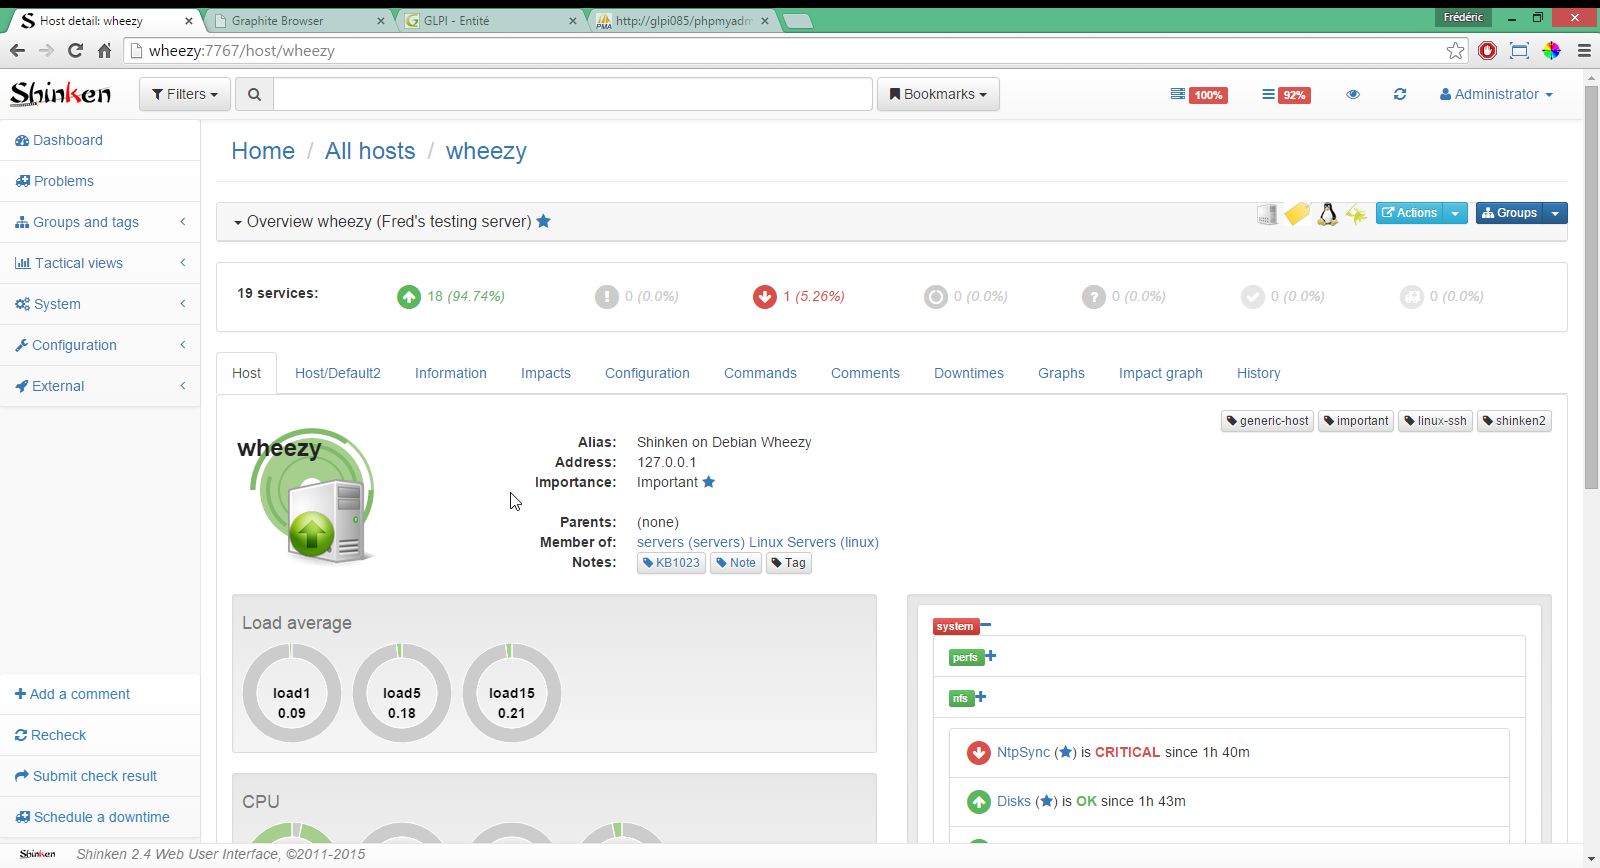 Host detail: wheezy
Graphite Browser
GLPI - Entité
PMA http://glpi085/phpmyadm
Frédéric
wheezy:7767/host/wheezy
Shinken
Filters
Bookmarks
100%
92%
Administrator
Dashboard
Problems
Groups and tags
Tactical views
System
Configuration
External
Add a comment
Recheck
Submit check result
Schedule a downtime
Home / All hosts / wheezy
Overview wheezy (Fred's testing server)
Actions
Groups
19 services: 18 (94.74%) 0 (0.0%) 1 (5.26%) 0 (0.0%) 0 (0.0%) 0 (0.0%) 0 (0.0%)
Host Host/Default2 Information Impacts Configuration Commands Comments Downtimes Graphs Impact graph History
generic-host important linux-ssh shinken2
wheezy
Alias: Shinken on Debian Wheezy
Address: 127.0.0.1
Importance: Important
Parents: (none)
Member of: servers (servers) Linux Servers (linux)
Notes: KB1023 Note Tag
Load average
load1
0.09
load5
0.18
load15
0.21
CPU
system
perfs
nfs
NtpSync ( ) is CRITICAL since 1h 40m
Disks ( ) is OK since 1h 43m
Shinken Shinken 2.4 Web User Interface, ©2011-2015